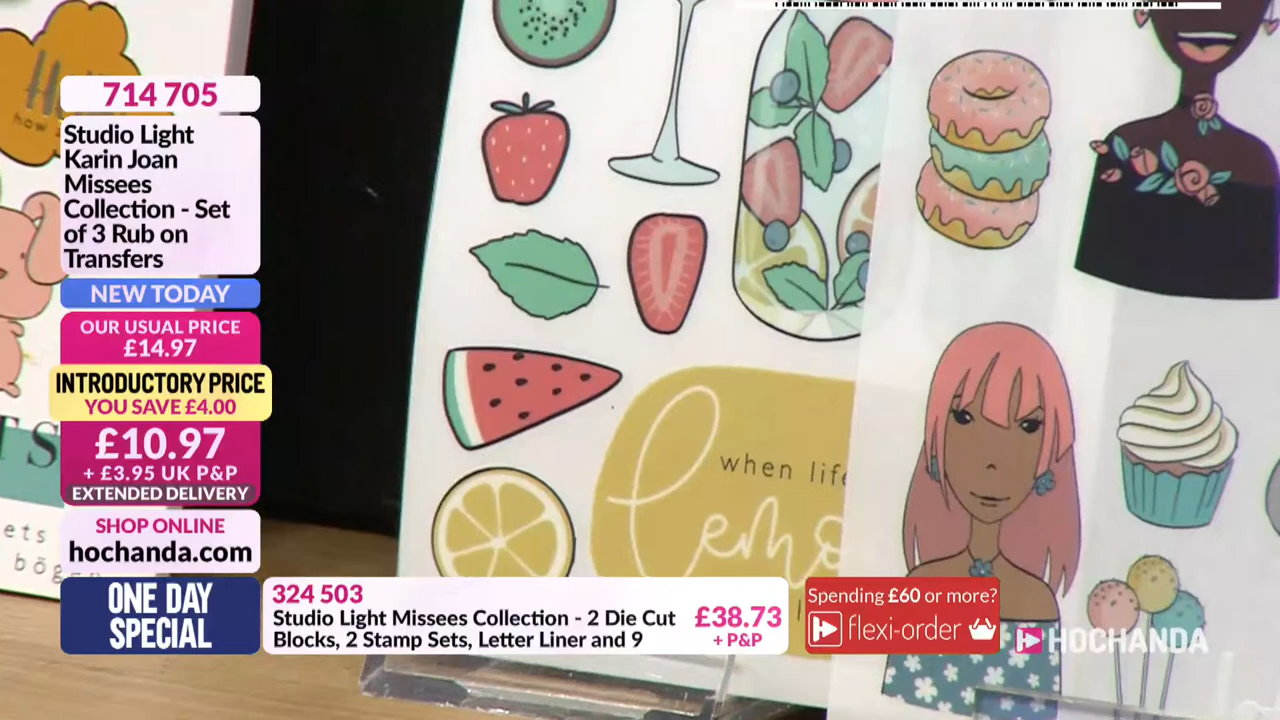 714 705
Studio Light
Karin Joan
Missees
Collection - Set
of 3 Rub on
Transfers
NEW TODAY
OUR USUAL PRICE
£14.97
INTRODUCTORY PRICE
YOU SAVE £4.00
£10.97
+ £3.95 UK P&P
EXTENDED DELIVERY
SHOP ONLINE
hochanda.com
how
when life
lemo
ets
ONE DAY
SPECIAL
324 503
Studio Light Missees Collection - 2 Die Cut
Blocks, 2 Stamp Sets, Letter Liner and 9
£38.73
+ P&P
Spending £60 or more?
flexi-order
HOCHANDA